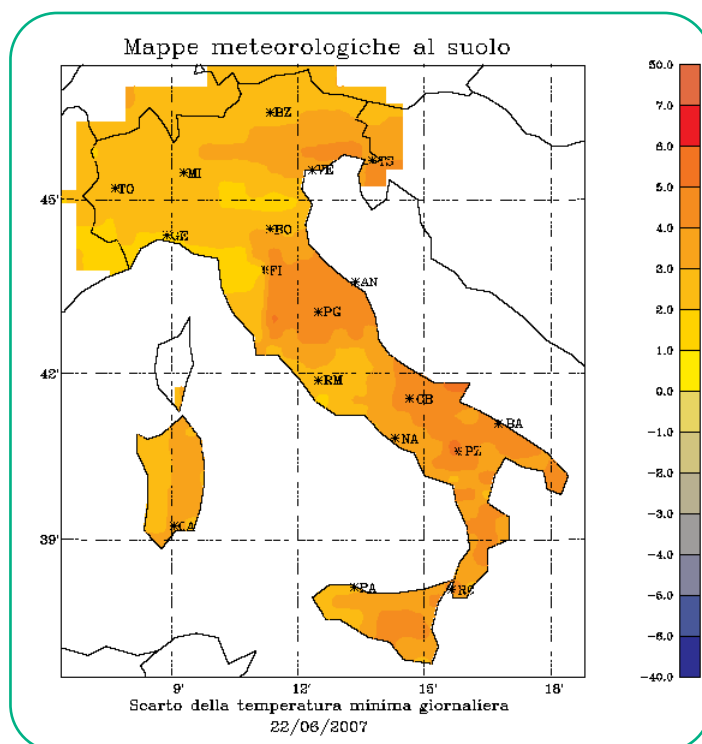 Mappe meteorologiche al suolo
50.0
7.0
6.0
5.0
4.0
3.0
2.0
1.0
0.0
-1.0
-2.0
-3.0
-4.0
-5.0
-6.0
-40.0
BZ
TS
VE
MI
TO
45'
BO
GE
FI
AN
PG
42'
RM
CB
BA
NA
PZ
CA
39'
PA
RC
9' 12' 15' 18'
Scarto della temperatura minima giornaliera
22/06/2007